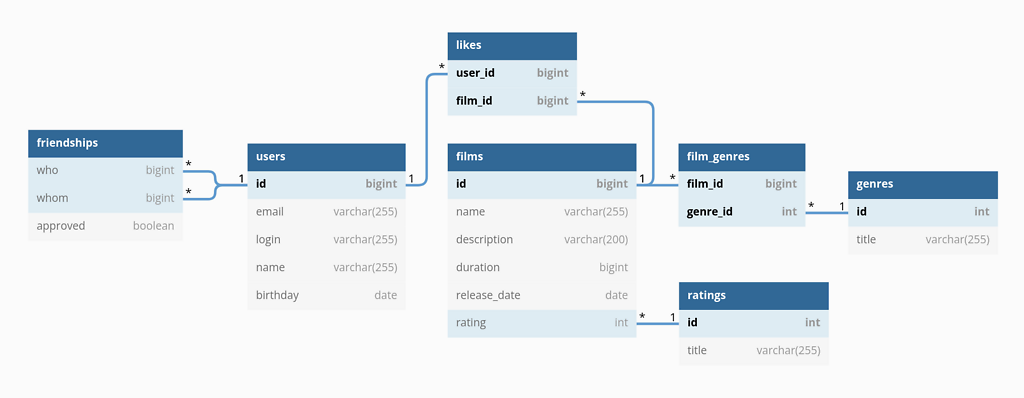 likes
user_id bigint
film_id bigint
*
*
friendships
who bigint
whom bigint
approved boolean
*
*
1
users
id bigint
email varchar(255)
login varchar(255)
name varchar(255)
birthday date
1
films
id bigint
name varchar(255)
description varchar(200)
duration bigint
release_date date
rating int
1
*
film_genres
film_id bigint
genre_id int
*
1
genres
id int
title varchar(255)
*
1
ratings
id int
title varchar(255)